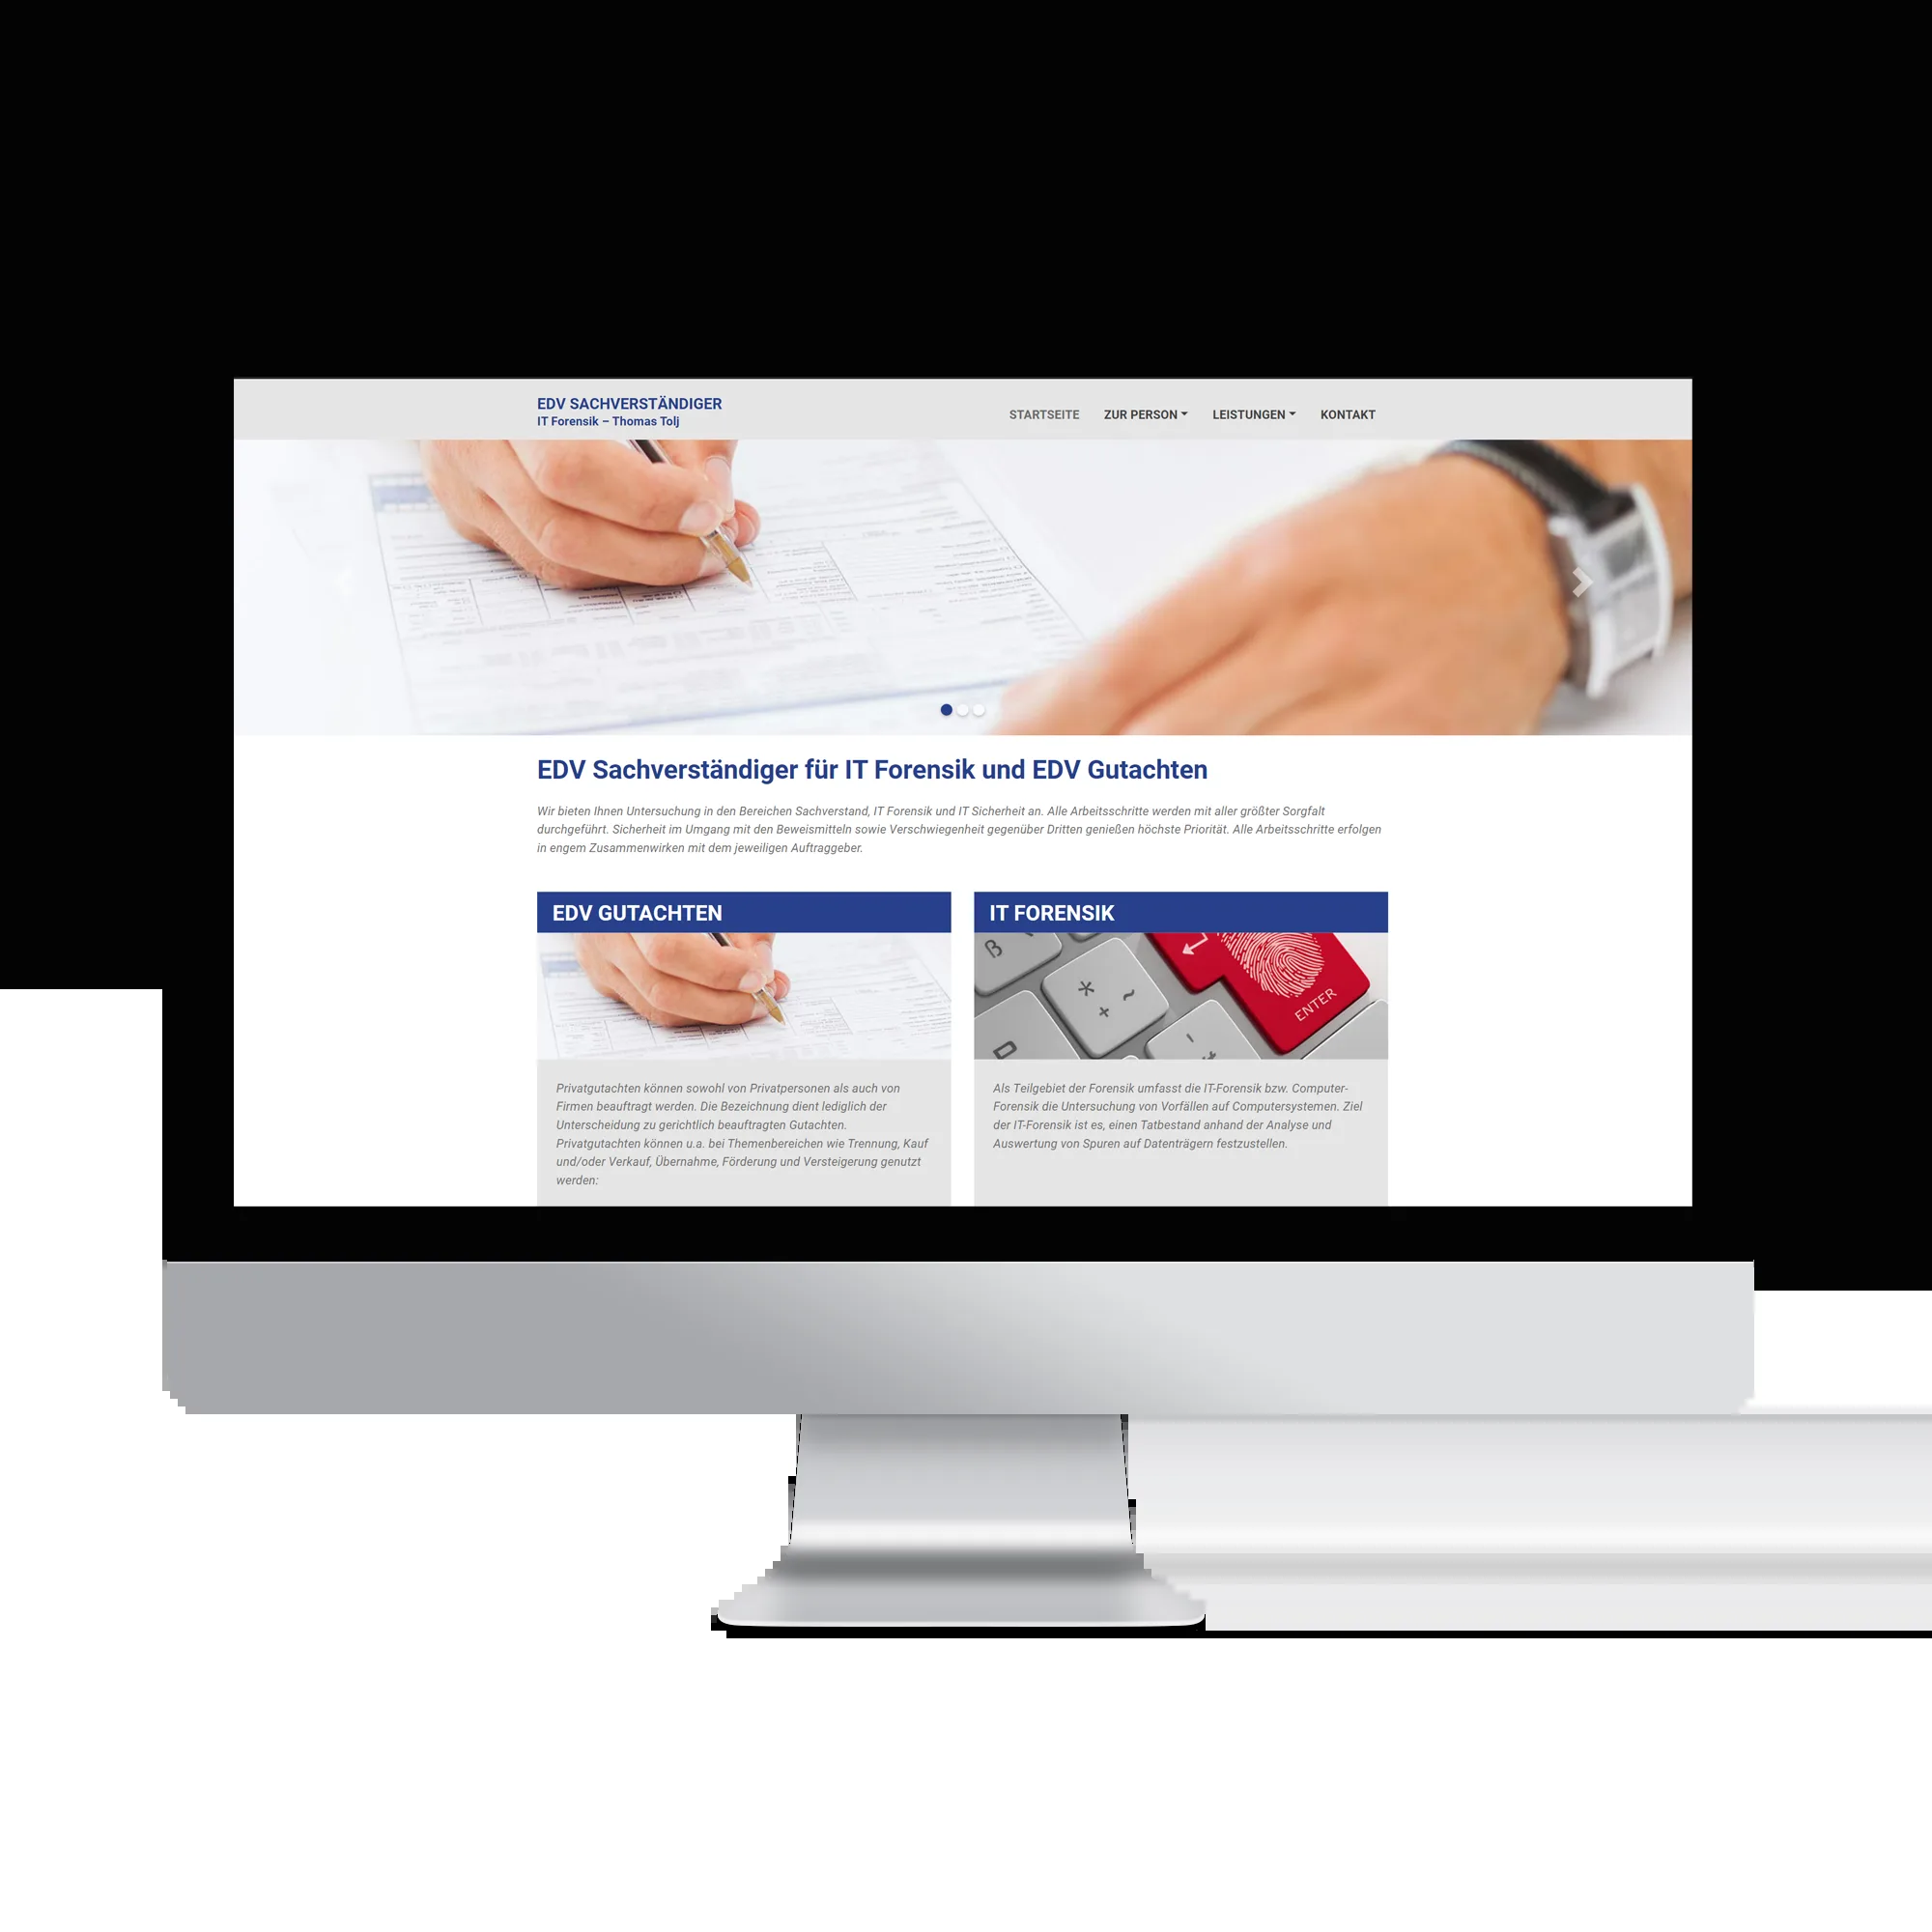 EDV SACHVERSTÄNDIGER
IT Forensik – Thomas Tolj
STARTSEITE ZUR PERSON LEISTUNGEN KONTAKT
EDV Sachverständiger für IT Forensik und EDV Gutachten
Wir bieten Ihnen Untersuchung in den Bereichen Sachverstand, IT Forensik und IT Sicherheit an. Alle Arbeitsschritte werden mit aller größter Sorgfalt
durchgeführt. Sicherheit im Umgang mit den Beweismitteln sowie Verschwiegenheit gegenüber Dritten genießen höchste Priorität. Alle Arbeitsschritte erfolgen
in engem Zusammenwirken mit dem jeweiligen Auftraggeber.
EDV GUTACHTEN
Privatgutachten können sowohl von Privatpersonen als auch von
Firmen beauftragt werden. Die Bezeichnung dient lediglich der
Unterscheidung zu gerichtlich beauftragten Gutachten.
Privatgutachten können u.a. bei Themenbereichen wie Trennung, Kauf
und/oder Verkauf, Übernahme, Förderung und Versteigerung genutzt
werden:
IT FORENSIK
ß
* + ~
ENTER
Als Teilgebiet der Forensik umfasst die IT-Forensik bzw. Computer-
Forensik die Untersuchung von Vorfällen auf Computersystemen. Ziel
der IT-Forensik ist es, einen Tatbestand anhand der Analyse und
Auswertung von Spuren auf Datenträgern festzustellen.